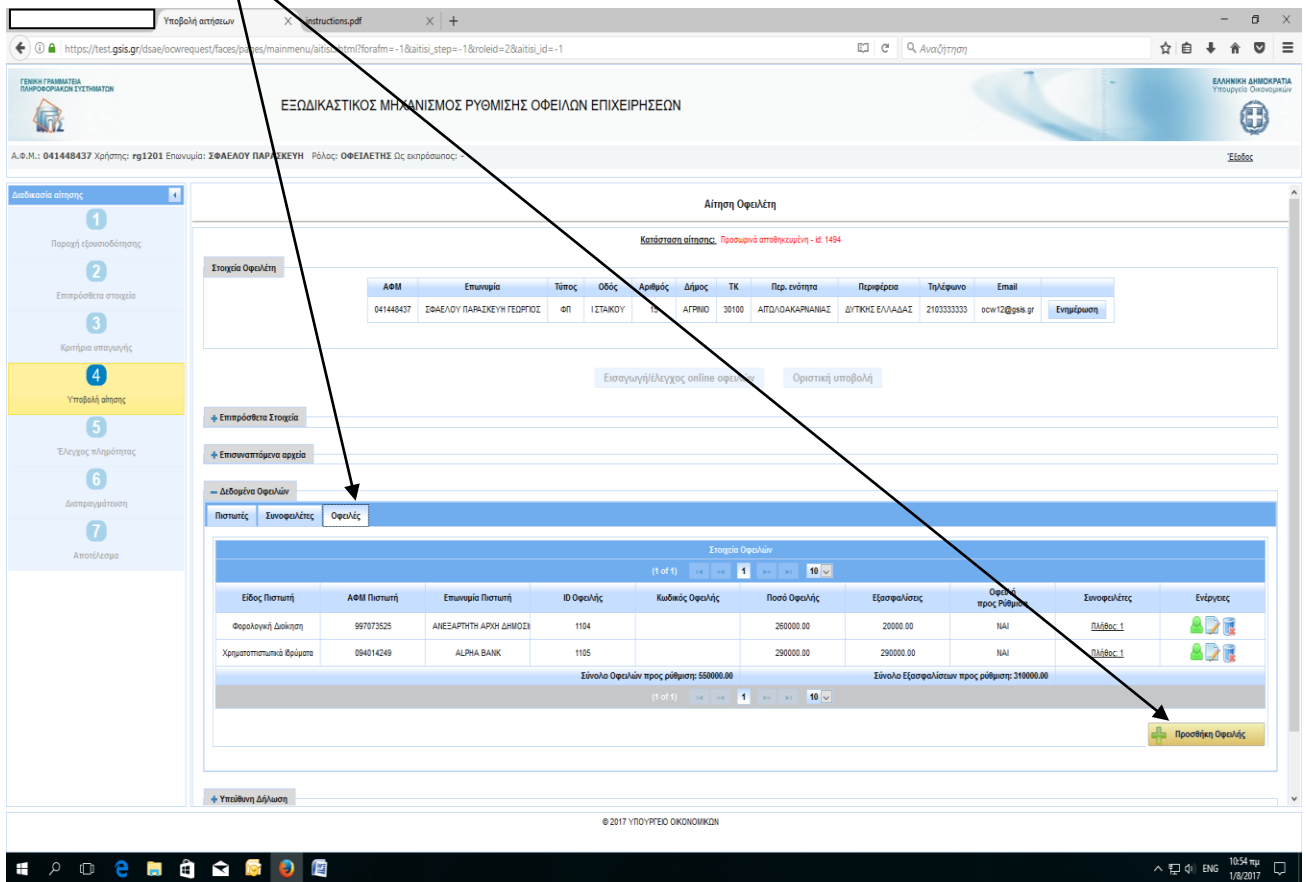 Υποβολή αιτήσεων
instructions.pdf
https://test.gsis.gr/dsae/ocwrequest/faces/pages/mainmenu/aitisi.xhtml?forafm=-1&aitisi_step=-1&roleid=2&aitisi_id=-1
Αναζήτηση
ΓΕΝΙΚΗ ΓΡΑΜΜΑΤΕΙΑ
ΠΛΗΡΟΦΟΡΙΑΚΩΝ ΣΥΣΤΗΜΑΤΩΝ
ΕΞΩΔΙΚΑΣΤΙΚΟΣ ΜΗΧΑΝΙΣΜΟΣ ΡΥΘΜΙΣΗΣ ΟΦΕΙΛΩΝ ΕΠΙΧΕΙΡΗΣΕΩΝ
ΕΛΛΗΝΙΚΗ ΔΗΜΟΚΡΑΤΙΑ
Υπουργείο Οικονομικών
Α.Φ.Μ.: 041448437 Χρήστης: rg1201 Επωνυμία: ΣΦΑΕΛΟΥ ΠΑΡΑΣΚΕΥΗ Ρόλος: ΟΦΕΙΛΕΤΗΣ Ως εκπρόσωπος: -
Έξοδος
Διαδικασία αίτησης
1
Παροχή εξουσιοδότησης
2
Επιπρόσθετα στοιχεία
3
Κριτήρια υπαγωγής
4
Υποβολή αίτησης
5
Έλεγχος πληρότητας
6
Διαπραγμάτευση
7
Αποτέλεσμα
Αίτηση Οφειλέτη
Κατάσταση αίτησης: Προσωρινά αποθηκευμένη - id: 1494
Στοιχεία Οφειλέτη
ΑΦΜ Επωνυμία Τύπος Οδός Αριθμός Δήμος ΤΚ Περ. ενότητα Περιφέρεια Τηλέφωνο Email
041448437 ΣΦΑΕΛΟΥ ΠΑΡΑΣΚΕΥΗ ΓΕΩΡΓΙΟΣ ΦΠ Ι ΣΤΑΙΚΟΥ 15 ΑΓΡΙΝΙΟ 30100 ΑΙΤΩΛΟΑΚΑΡΝΑΝΙΑΣ ΔΥΤΙΚΗΣ ΕΛΛΑΔΑΣ 2103333333 ocw12@gsis.gr Ενημέρωση
Εισαγωγή/έλεγχος online οφειλών Οριστική υποβολή
Επιπρόσθετα Στοιχεία
Επισυναπτόμενα αρχεία
Δεδομένα Οφειλών
Πιστωτές Συνοφειλέτες Οφειλές
Στοιχεία Οφειλών
(1 of 1) 1 10
Είδος Πιστωτή ΑΦΜ Πιστωτή Επωνυμία Πιστωτή ID Οφειλής Κωδικός Οφειλής Ποσό Οφειλής Εξασφαλίσεις Οφειλή προς Ρύθμιση Συνοφειλέτες Ενέργειες
Φορολογική Διοίκηση 997073525 ΑΝΕΞΑΡΤΗΤΗ ΑΡΧΗ ΔΗΜΟΣΙ 1104 260000.00 20000.00 ΝΑΙ Πλήθος: 1
Χρηματοπιστωτικά Ιδρύματα 094014249 ALPHA BANK 1105 290000.00 290000.00 ΝΑΙ Πλήθος: 1
Σύνολο Οφειλών προς ρύθμιση: 550000.00 Σύνολο Εξασφαλίσεων προς ρύθμιση: 310000.00
(1 of 1) 1 10
Προσθήκη Οφειλής
Υπεύθυνη Δήλωση
© 2017 ΥΠΟΥΡΓΕΙΟ ΟΙΚΟΝΟΜΙΚΩΝ
ENG
10:54 πμ
1/8/2017